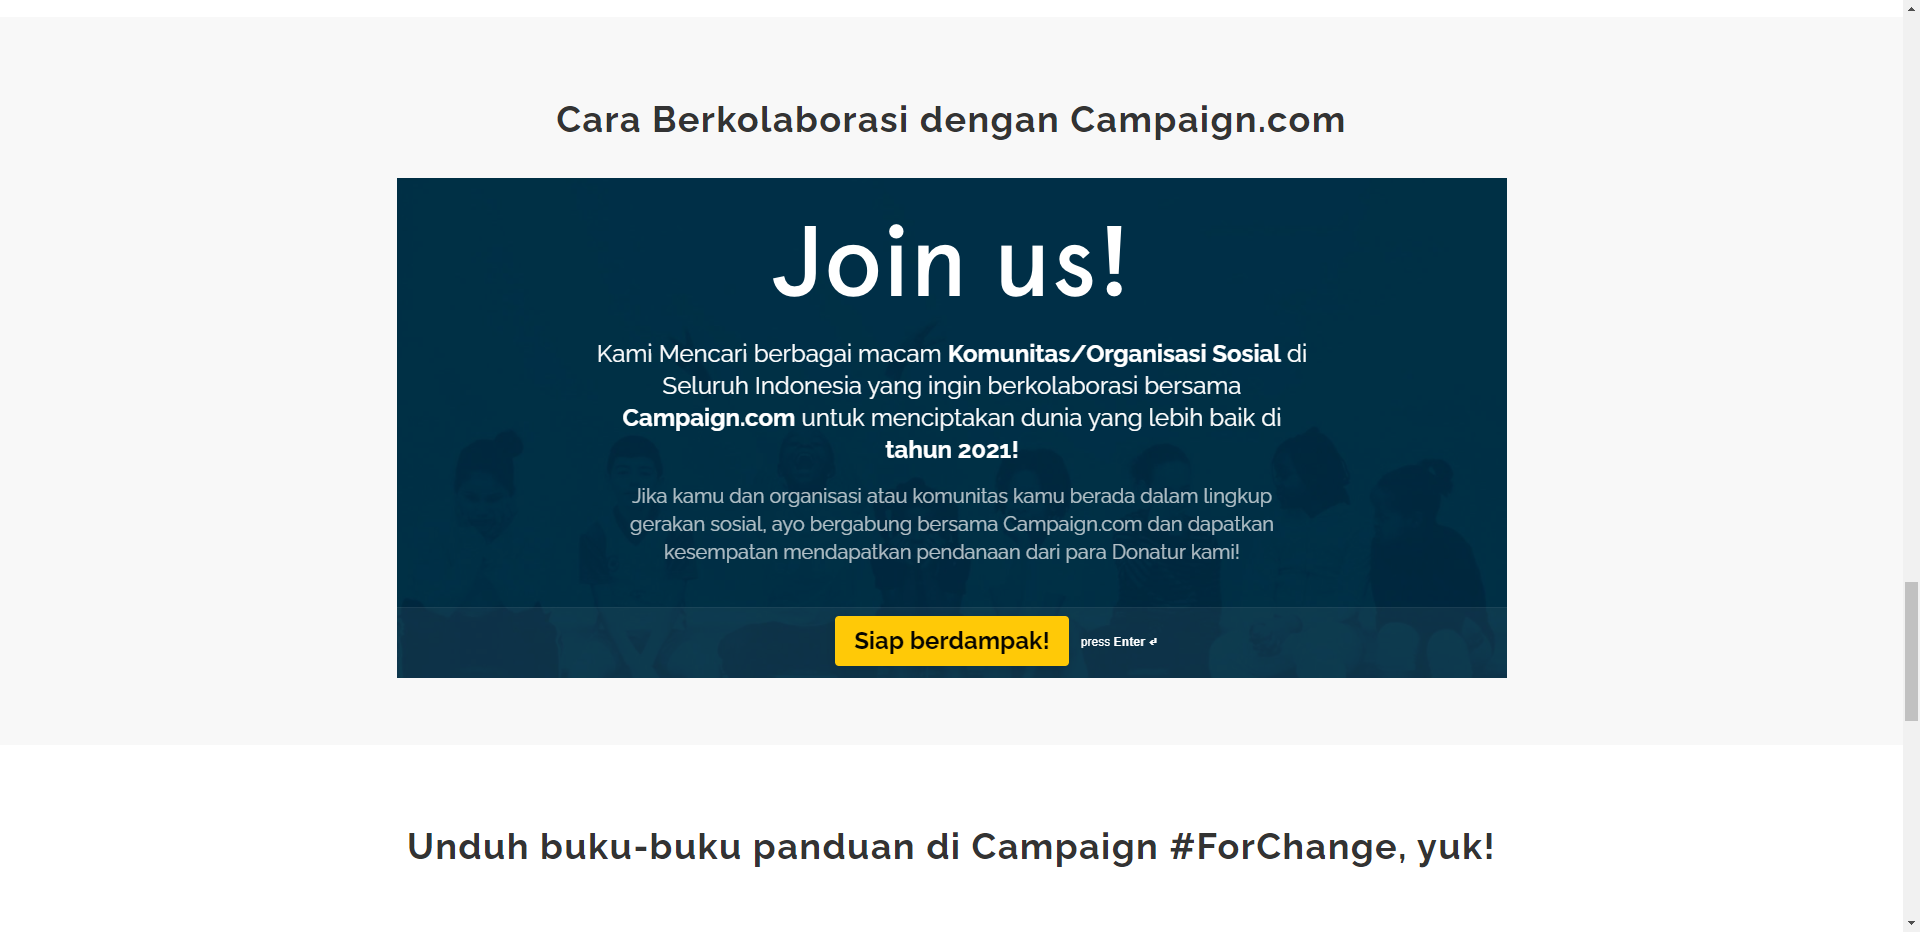 Cara Berkolaborasi dengan Campaign.com
Join us!
Kami Mencari berbagai macam Komunitas/Organisasi Sosial di
Seluruh Indonesia yang ingin berkolaborasi bersama
Campaign.com untuk menciptakan dunia yang lebih baik di
tahun 2021!
Jika kamu dan organisasi atau komunitas kamu berada dalam lingkup
gerakan sosial, ayo bergabung bersama Campaign.com dan dapatkan
kesempatan mendapatkan pendanaan dari para Donatur kami!
Siap berdampak!
press Enter ↵
Unduh buku-buku panduan di Campaign #ForChange, yuk!